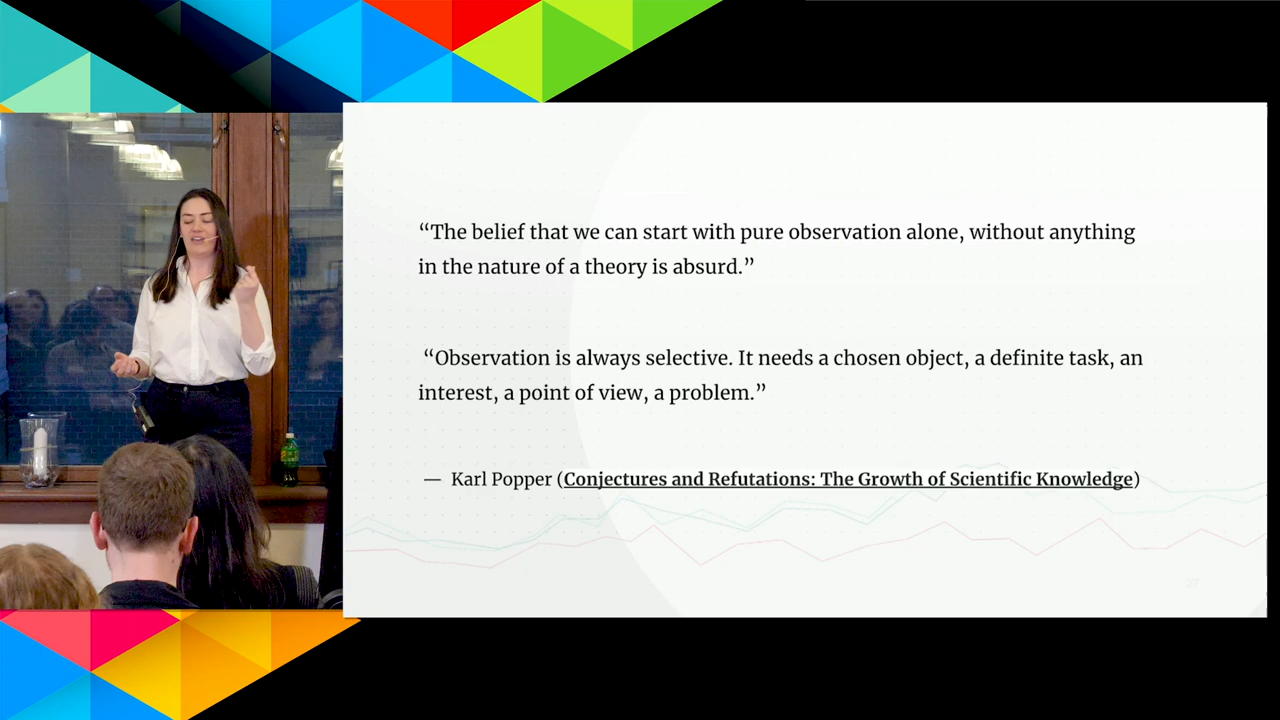 “The belief that we can start with pure observation alone, without anything
in the nature of a theory is absurd.”
“Observation is always selective. It needs a chosen object, a definite task, an
interest, a point of view, a problem.”
— Karl Popper (Conjectures and Refutations: The Growth of Scientific Knowledge)
27